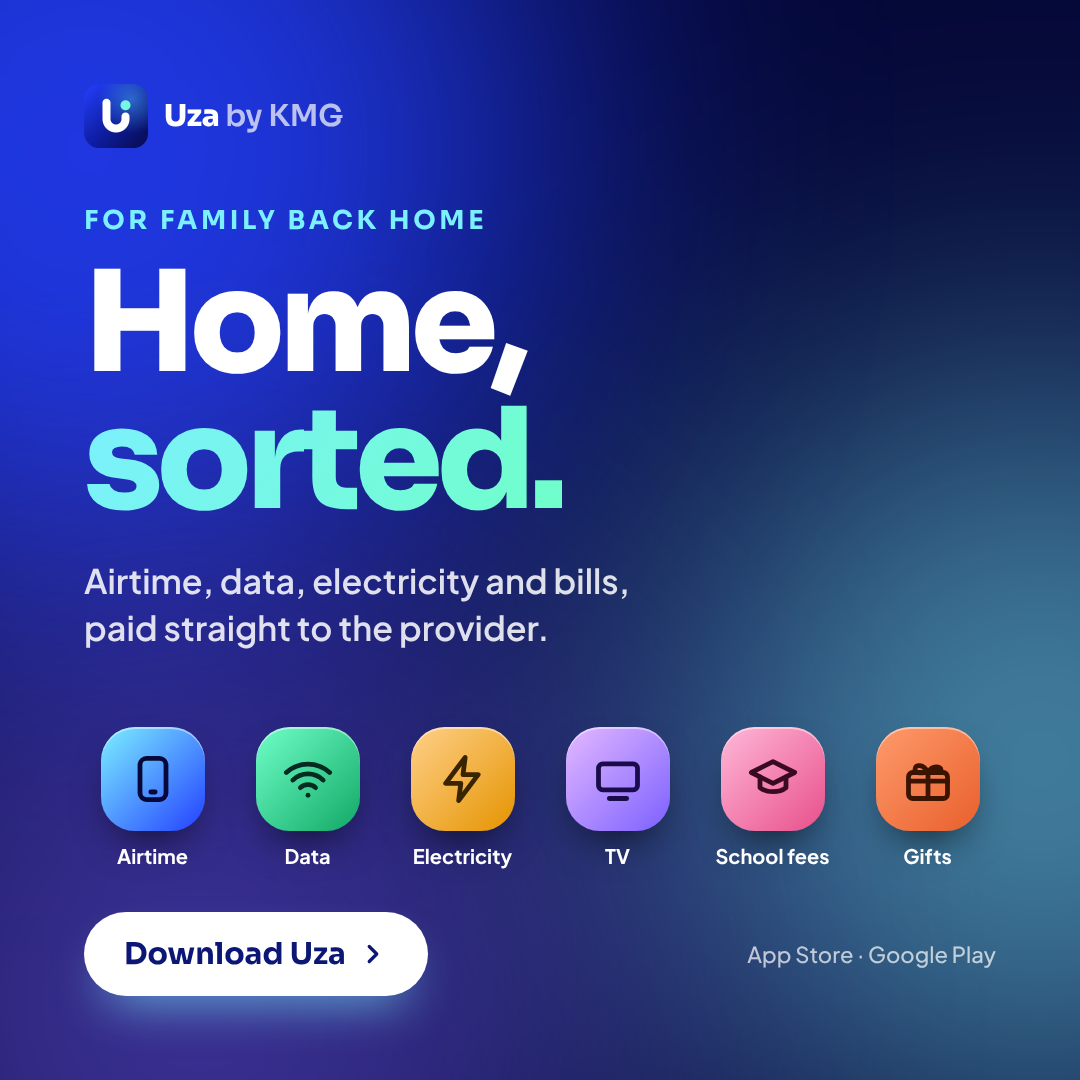 Uza by KMG
FOR FAMILY BACK HOME
Home,
sorted.
Airtime, data, electricity and bills,
paid straight to the provider.
Airtime
Data
Electricity
TV
School fees
Gifts
Download Uza
App Store · Google Play